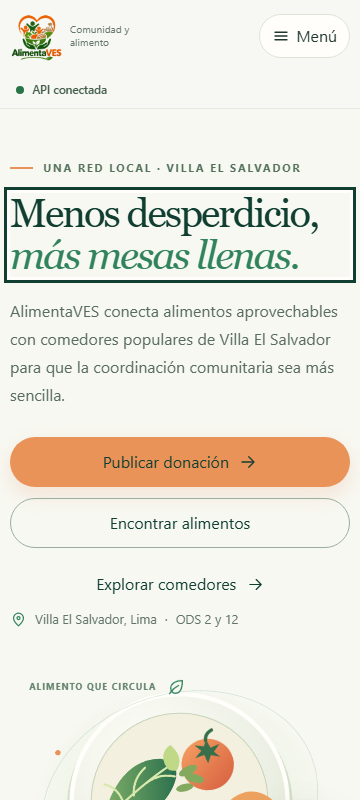 AlimentaVES
Comunidad y
alimento
Menú
API conectada
UNA RED LOCAL · VILLA EL SALVADOR
Menos desperdicio,
más mesas llenas.
AlimentaVES conecta alimentos aprovechables
con comedores populares de Villa El Salvador
para que la coordinación comunitaria sea más
sencilla.
Publicar donación
Encontrar alimentos
Explorar comedores
Villa El Salvador, Lima · ODS 2 y 12
ALIMENTO QUE CIRCULA